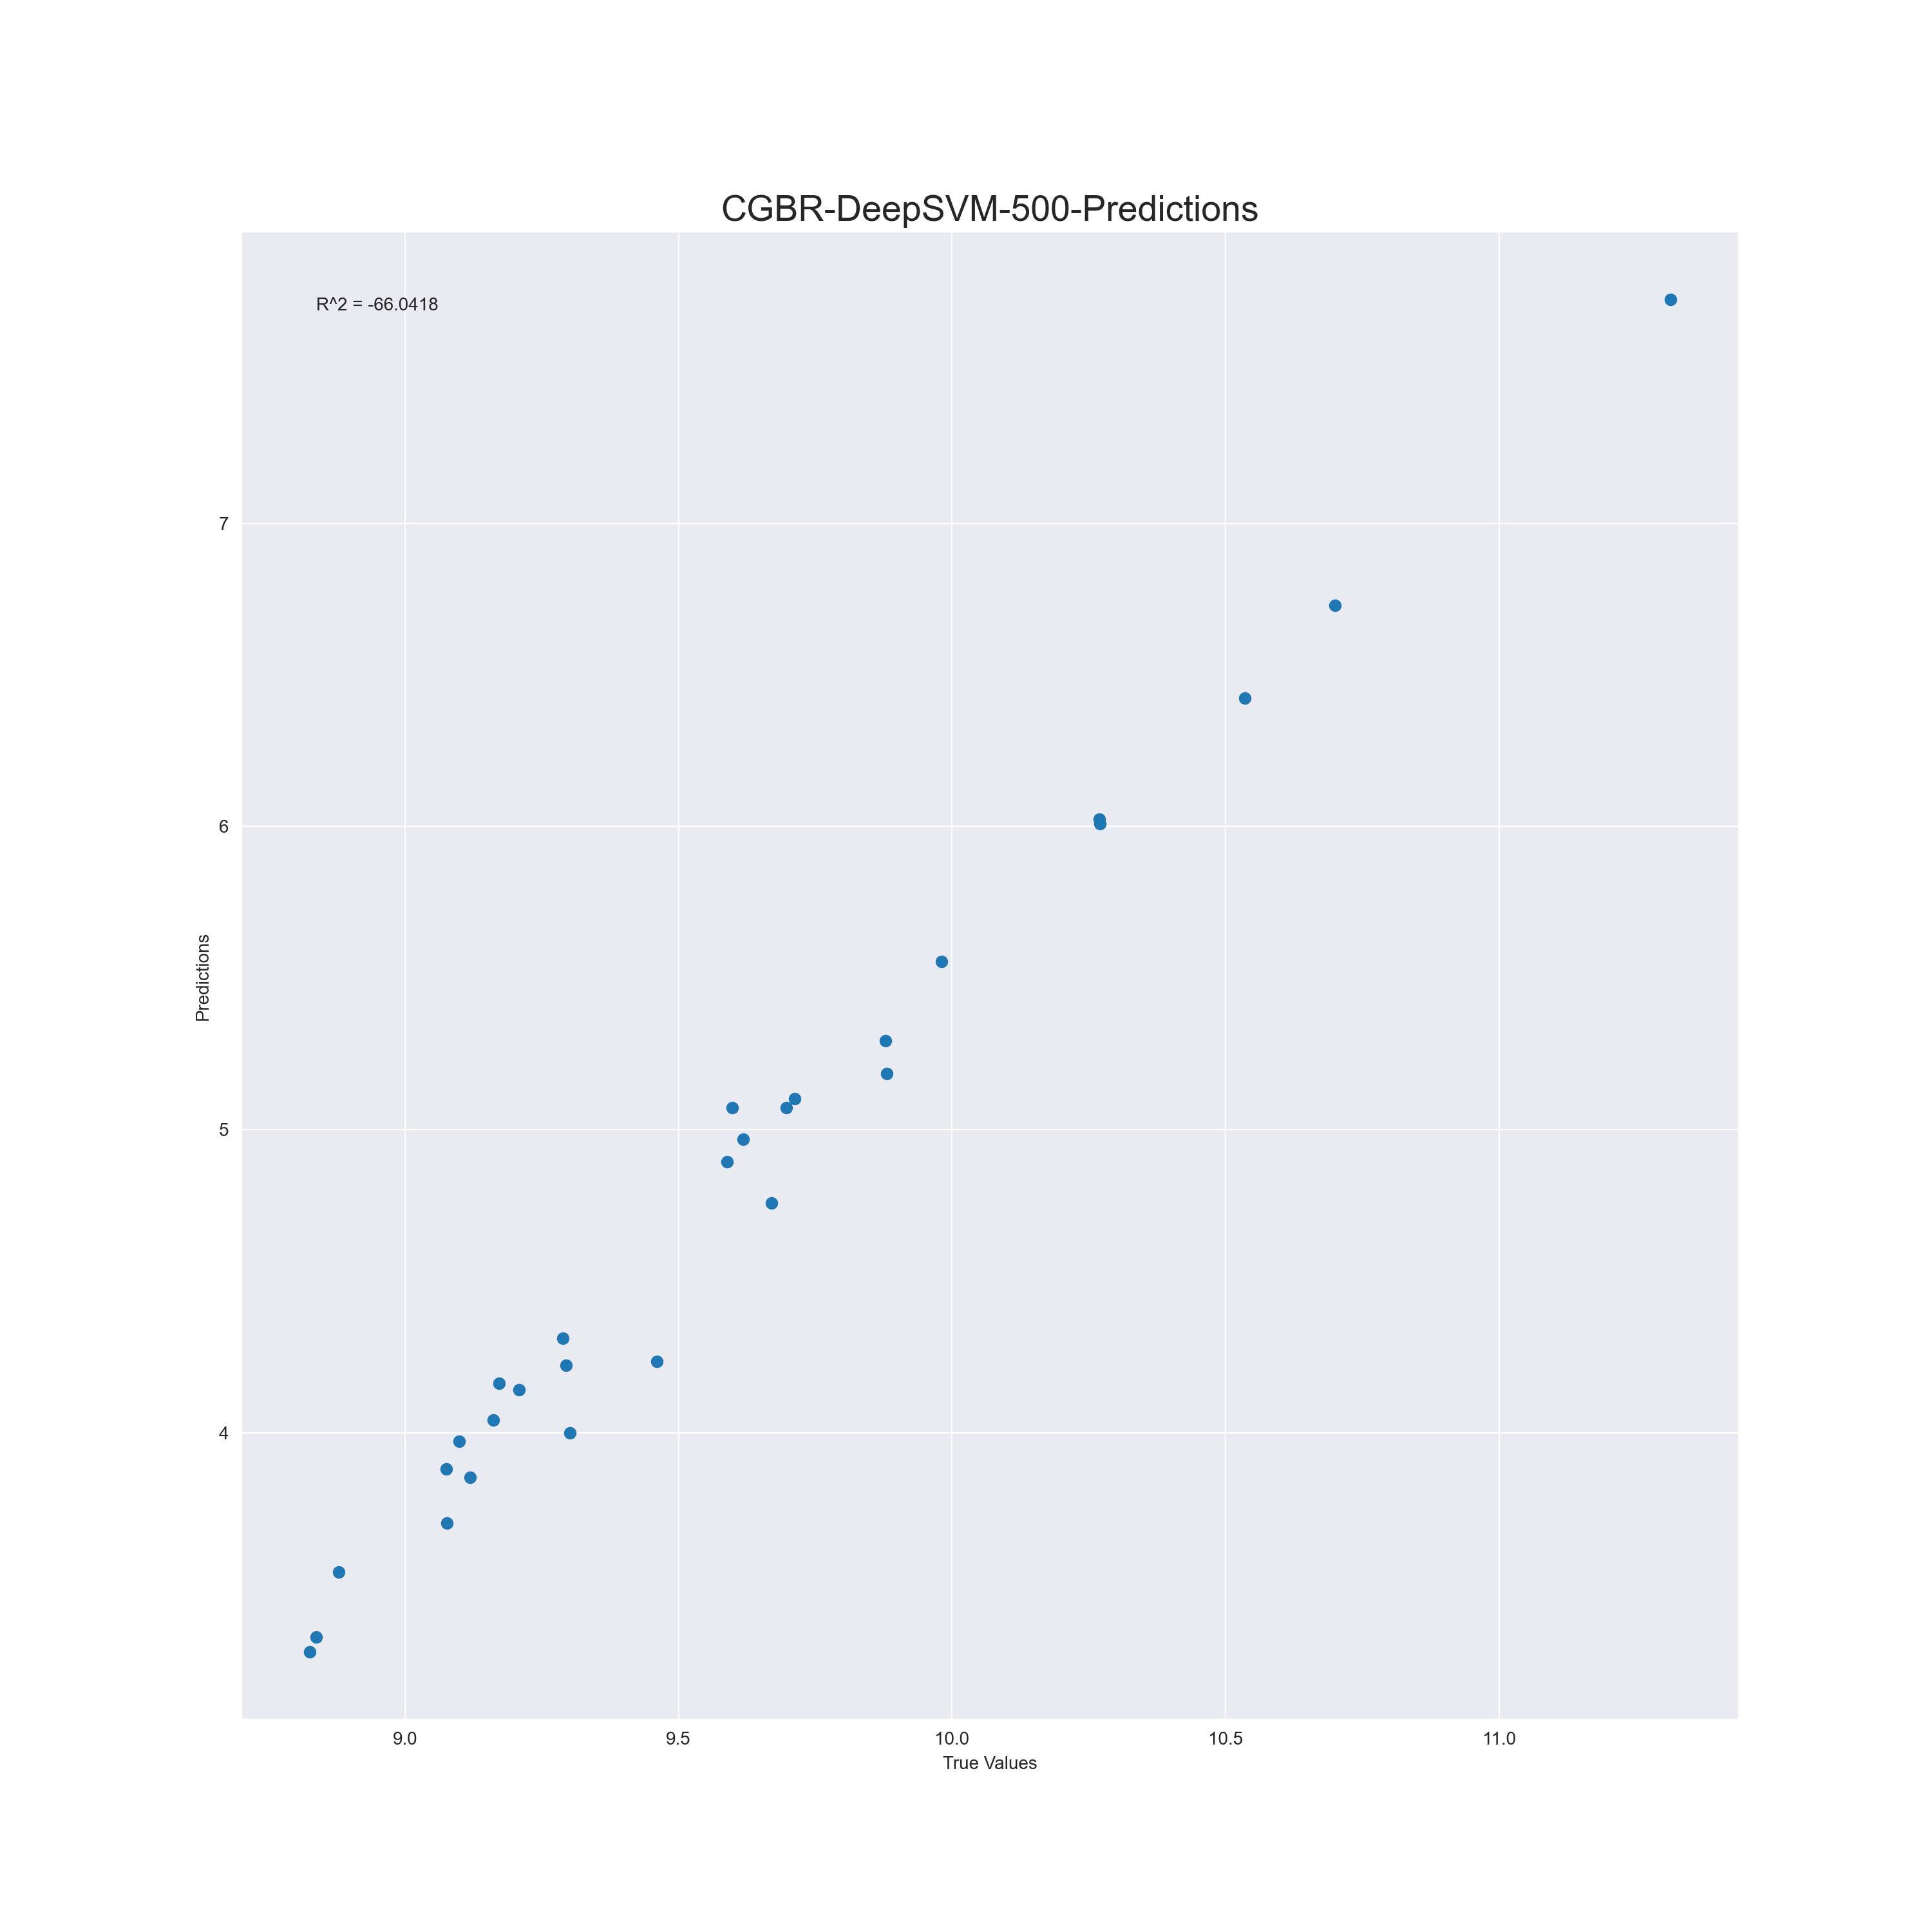 CGBR-DeepSVM-500-Predictions
R^2 = -66.0418
7
6
5
4
Predictions
9.0 9.5 10.0 10.5 11.0
True Values